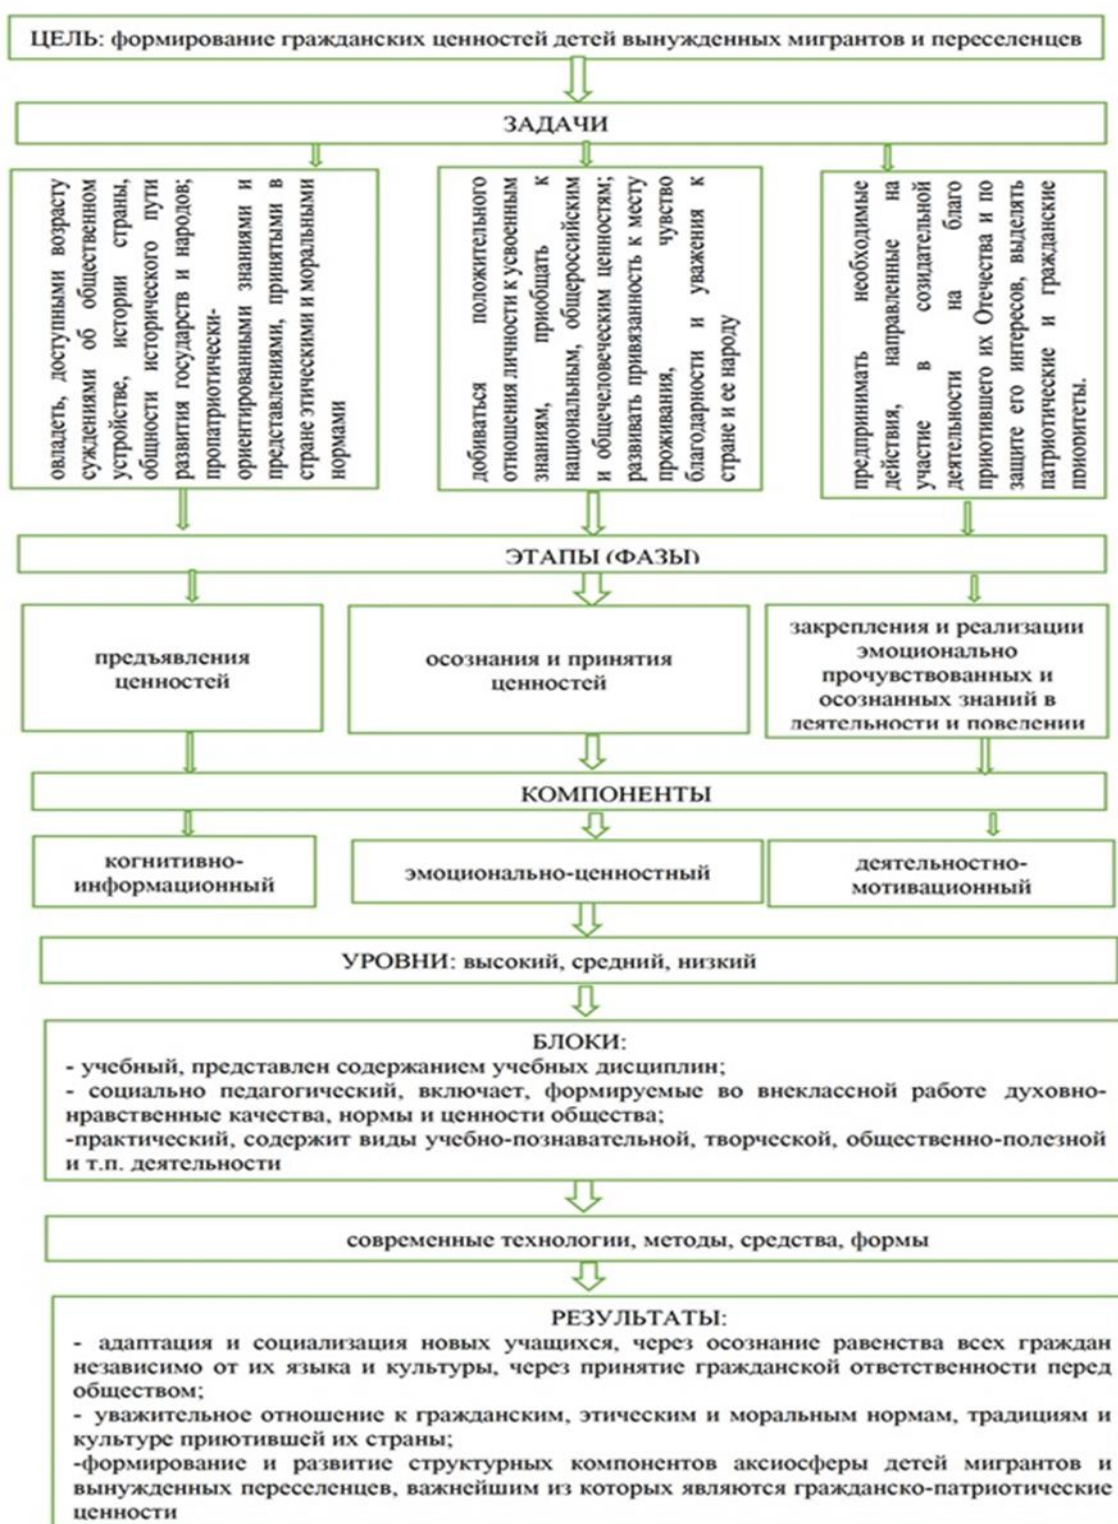 ЦЕЛЬ: формирование гражданских ценностей детей вынужденных мигрантов и переселенцев
ЗАДАЧИ
овладеть, доступными возрасту
суждениями об общественном
устройстве, истории страны,
общности исторического пути
развития государств и народов;
пропатриотически-
ориентированными знаниями и
представлениями, принятыми в
стране этическими и моральными
нормами
добиваться положительного
отношения личности к усвоенным
знаниям, приобщать к
национальным, общероссийским
и общечеловеческим ценностям;
развивать привязанность к месту
проживания, чувство
благодарности и уважения к
стране и ее народу
предпринимать необходимые
действия, направленные на
участие в созидательной
деятельности на благо
приютившего их Отечества и по
защите его интересов, выделять
патриотические и гражданские
приоритеты.
ЭТАПЫ (ФАЗЫ)
предъявления
ценностей
осознания и принятия
ценностей
закрепления и реализации
эмоционально
прочувствованных и
осознанных знаний в
деятельности и поведении
КОМПОНЕНТЫ
когнитивно-
информационный
эмоционально-ценностный
деятельностно-
мотивационный
УРОВНИ: высокий, средний, низкий
БЛОКИ:
- учебный, представлен содержанием учебных дисциплин;
- социально педагогический, включает, формируемые во внеклассной работе духовно-
нравственные качества, нормы и ценности общества;
-практический, содержит виды учебно-познавательной, творческой, общественно-полезной
и т.п. деятельности
современные технологии, методы, средства, формы
РЕЗУЛЬТАТЫ:
- адаптация и социализация новых учащихся, через осознание равенства всех граждан
независимо от их языка и культуры, через принятие гражданской ответственности перед
обществом;
- уважительное отношение к гражданским, этическим и моральным нормам, традициям и
культуре приютившей их страны;
-формирование и развитие структурных компонентов аксиосферы детей мигрантов и
вынужденных переселенцев, важнейшим из которых являются гражданско-патриотические
ценности